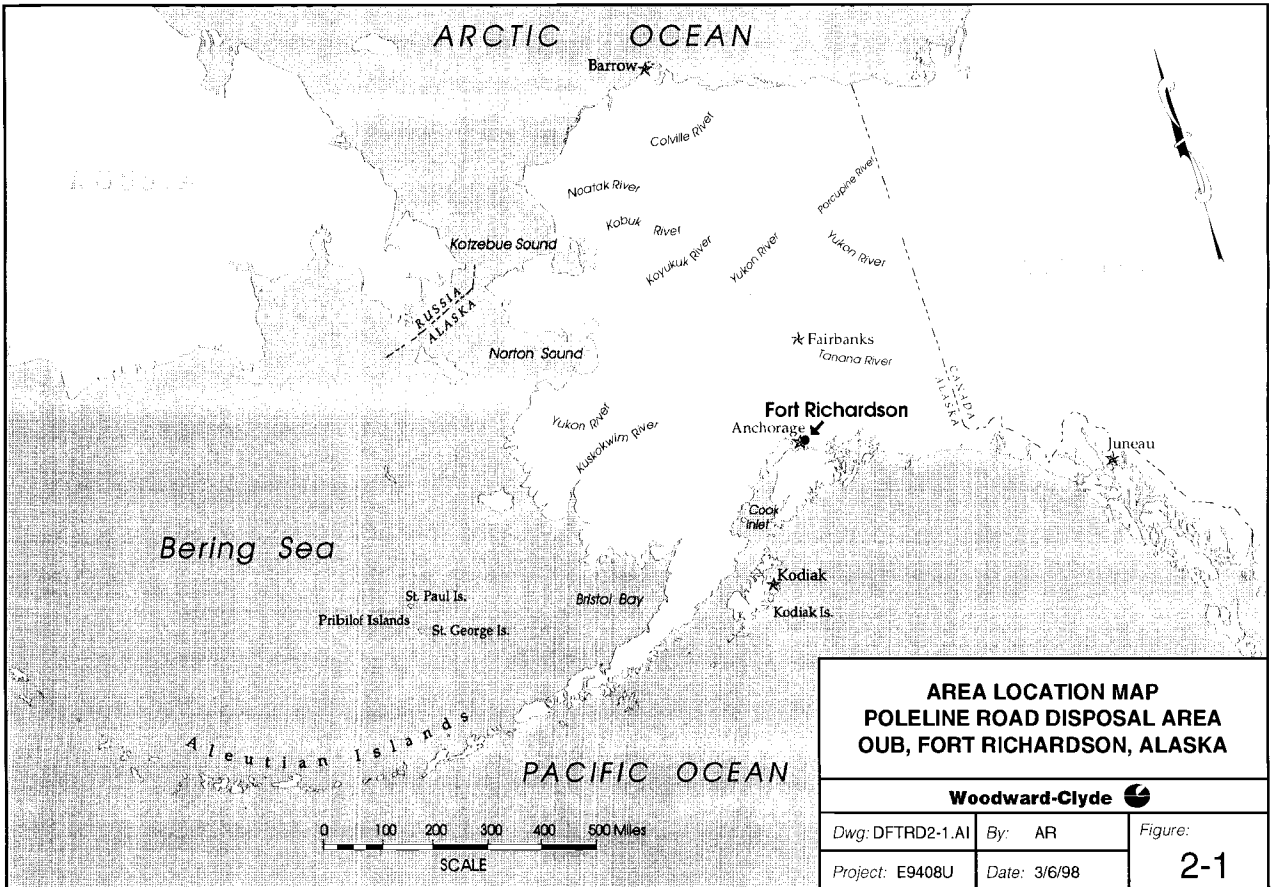 ARCTIC OCEAN
Barrow
Colville River
Noatak River
Porcupine River
Kobuk River
Kotzebue Sound
Koyukuk River
Yukon River
Yukon River
RUSSIA
ALASKA
Fairbanks
Tanana River
Norton Sound
CANADA
ALASKA
Fort Richardson
Anchorage
Yukon River
Kuskokwim River
Juneau
Cook
Inlet
Bering Sea
Kodiak
Kodiak Is.
St. Paul Is.
Bristol Bay
Pribilof Islands
St. George Is.
Aleutian Islands
PACIFIC OCEAN
0 100 200 300 400 500 Miles
SCALE
AREA LOCATION MAP
POLELINE ROAD DISPOSAL AREA
OUB, FORT RICHARDSON, ALASKA
Woodward-Clyde
Dwg: DFTRD2-1.AI
By: AR
Figure:
2-1
Project: E9408U
Date: 3/6/98